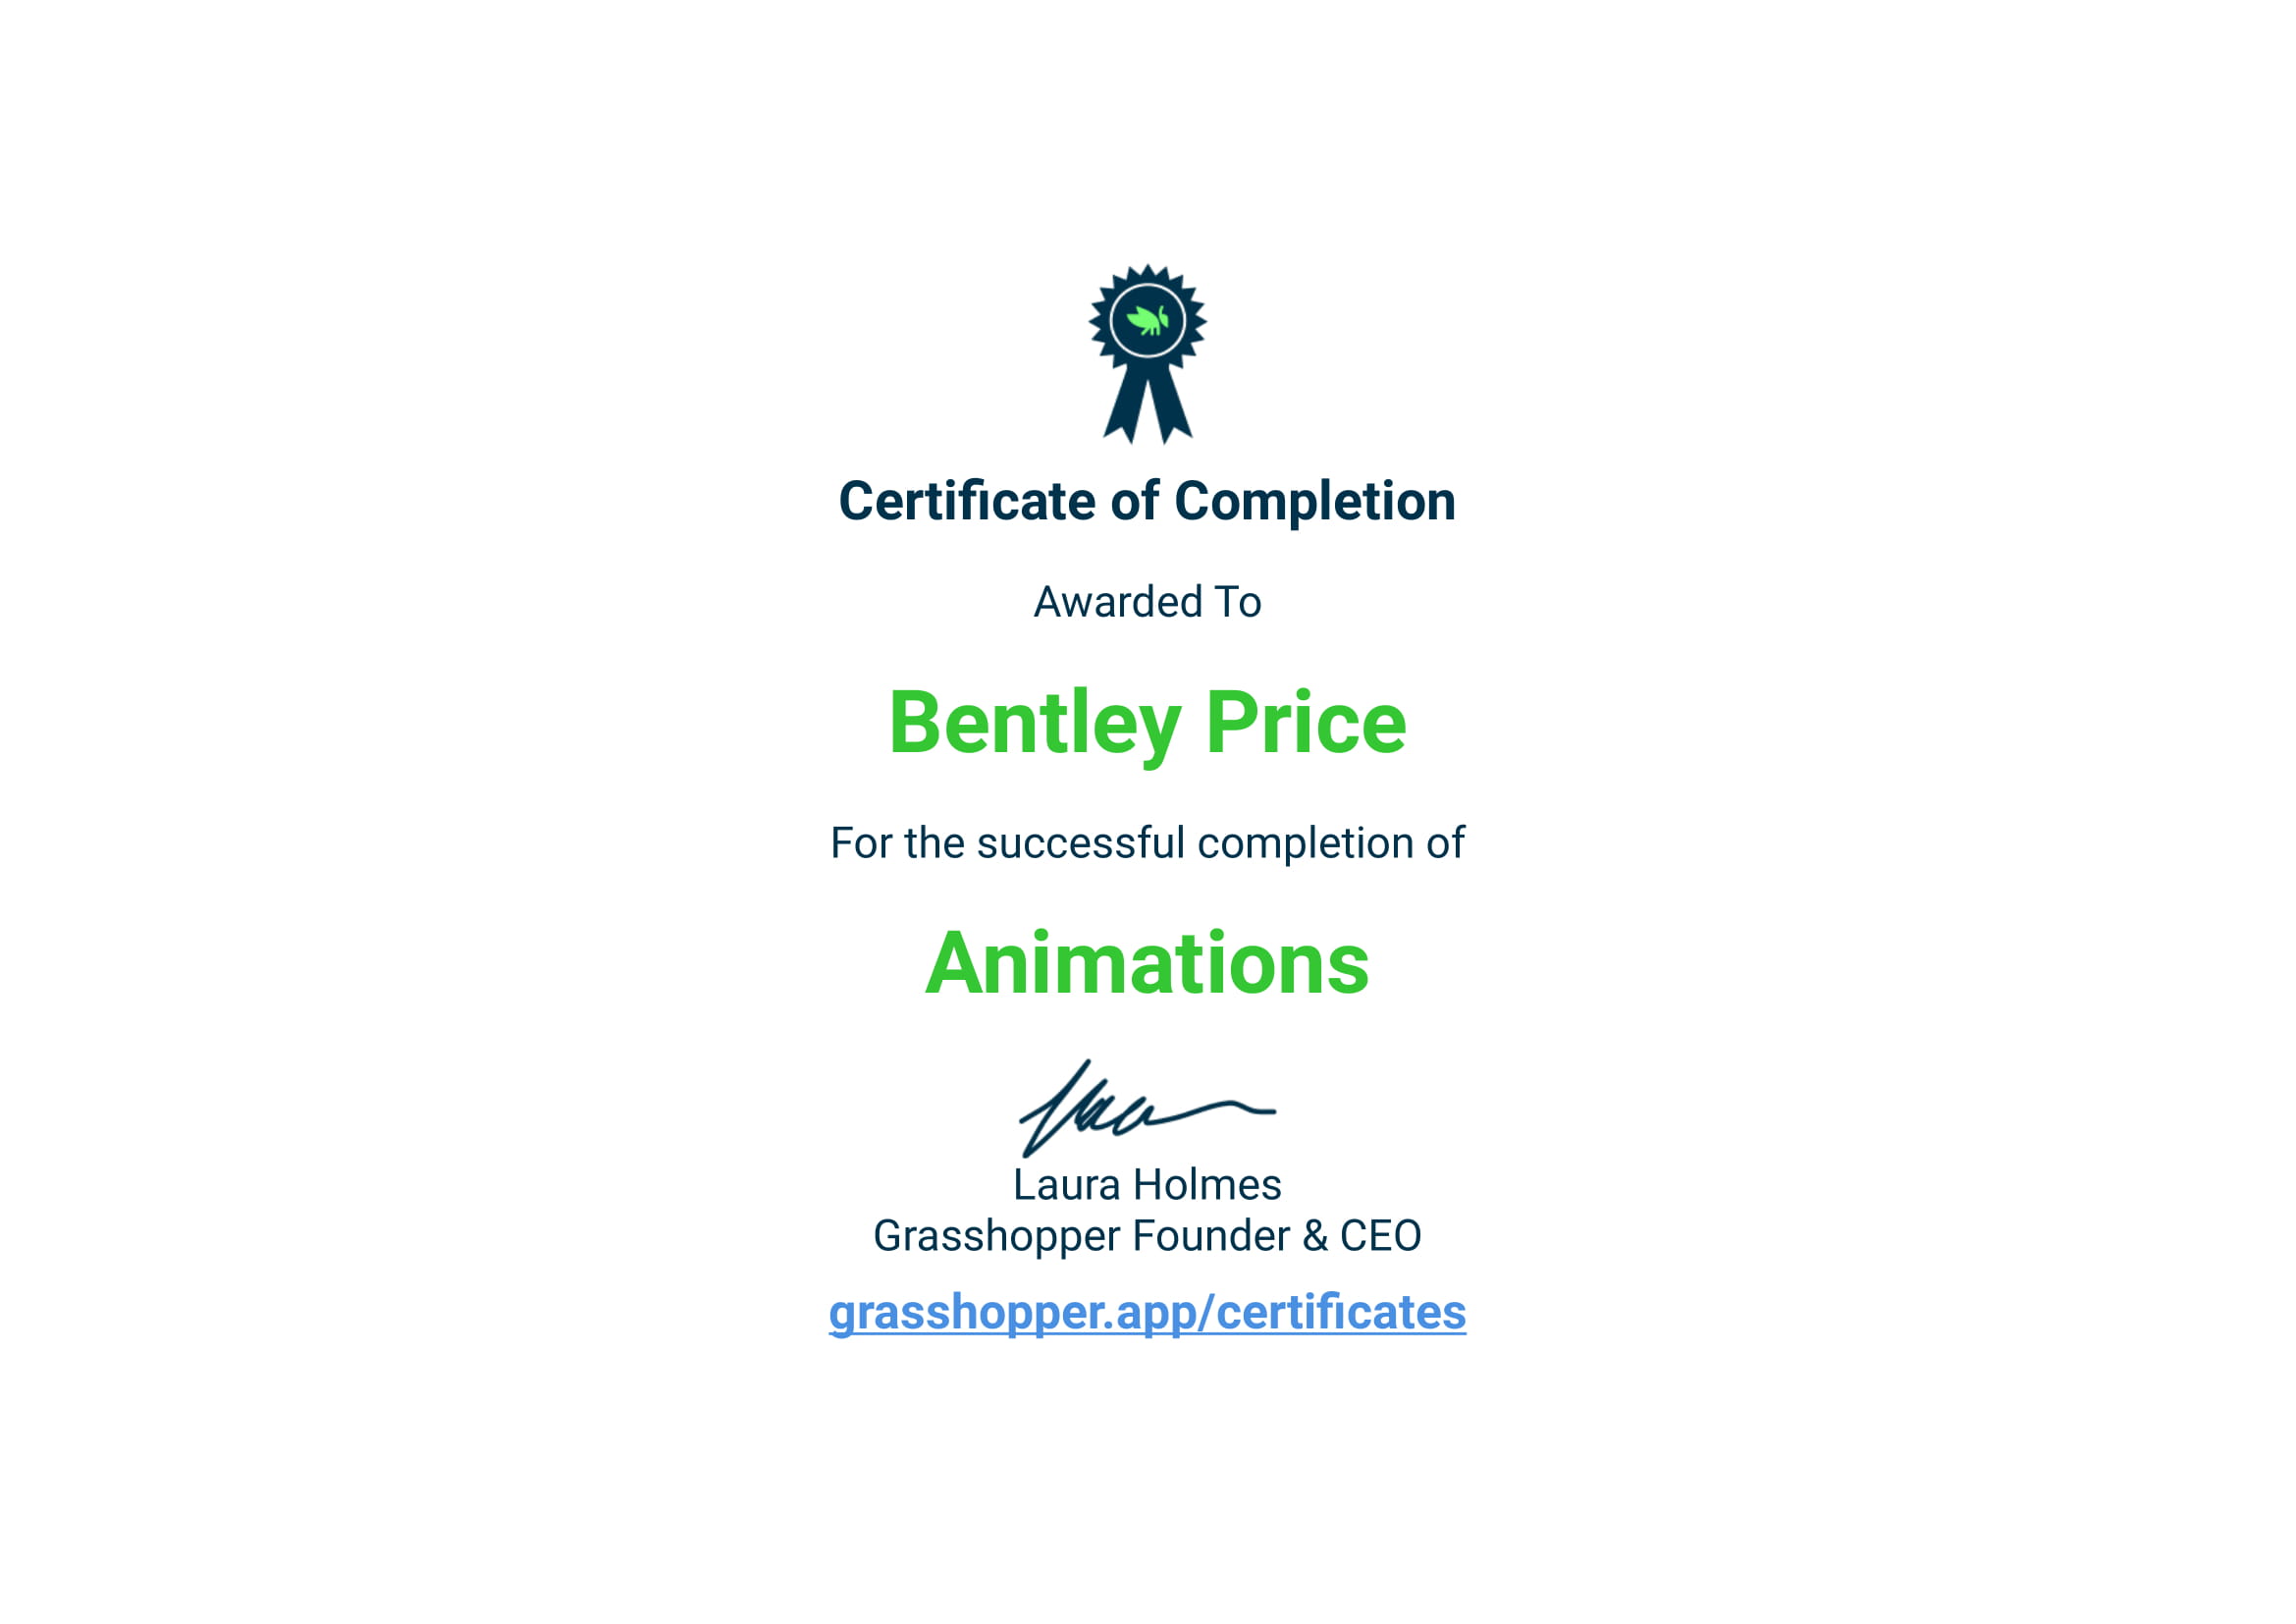 Certificate of Completion
Awarded To
Bentley Price
For the successful completion of
Animations
Laura Holmes
Grasshopper Founder & CEO
grasshopper.app/certificates